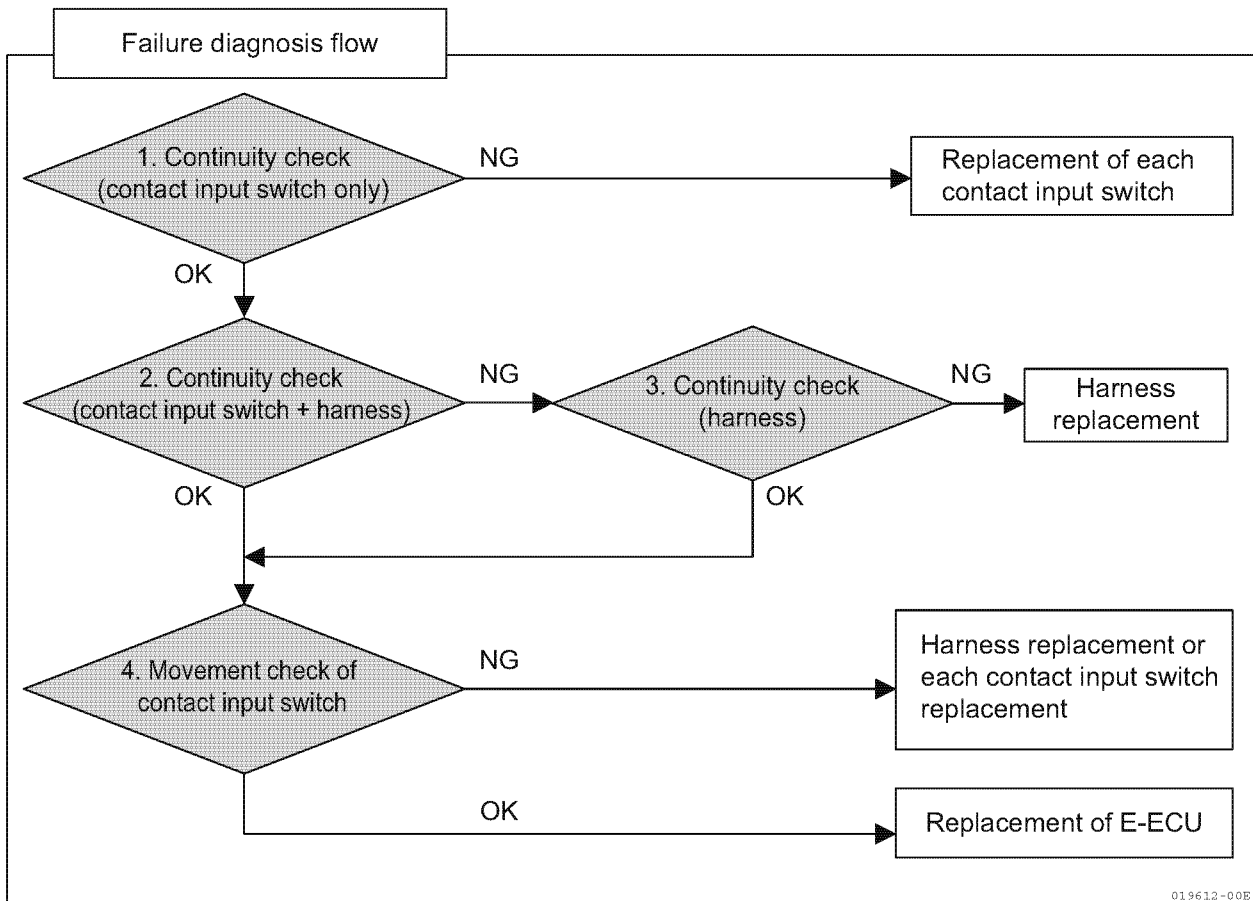 Failure diagnosis flow
1. Continuity check
(contact input switch only)
NG
Replacement of each
contact input switch
OK
2. Continuity check
(contact input switch + harness)
NG
3. Continuity check
(harness)
NG
Harness
replacement
OK
OK
4. Movement check of
contact input switch
NG
Harness replacement or
each contact input switch
replacement
OK
Replacement of E-ECU
019612-00E